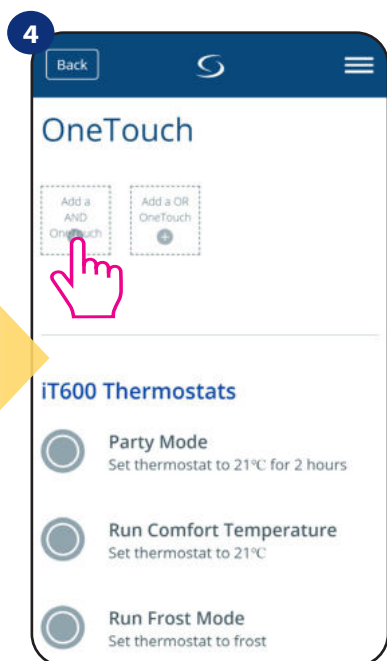 4
Back
OneTouch
Add a
AND
OneTouch
Add a OR
OneTouch
iT600 Thermostats
Party Mode
Set thermostat to 21°C for 2 hours
Run Comfort Temperature
Set thermostat to 21°C
Run Frost Mode
Set thermostat to frost